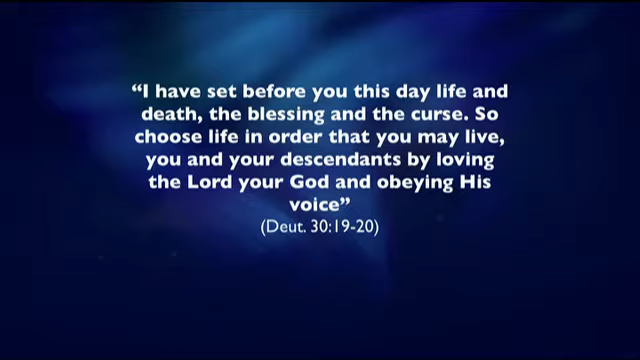 “I have set before you this day life and
death, the blessing and the curse. So
choose life in order that you may live,
you and your descendants by loving
the Lord your God and obeying His
voice”
(Deut. 30:19-20)